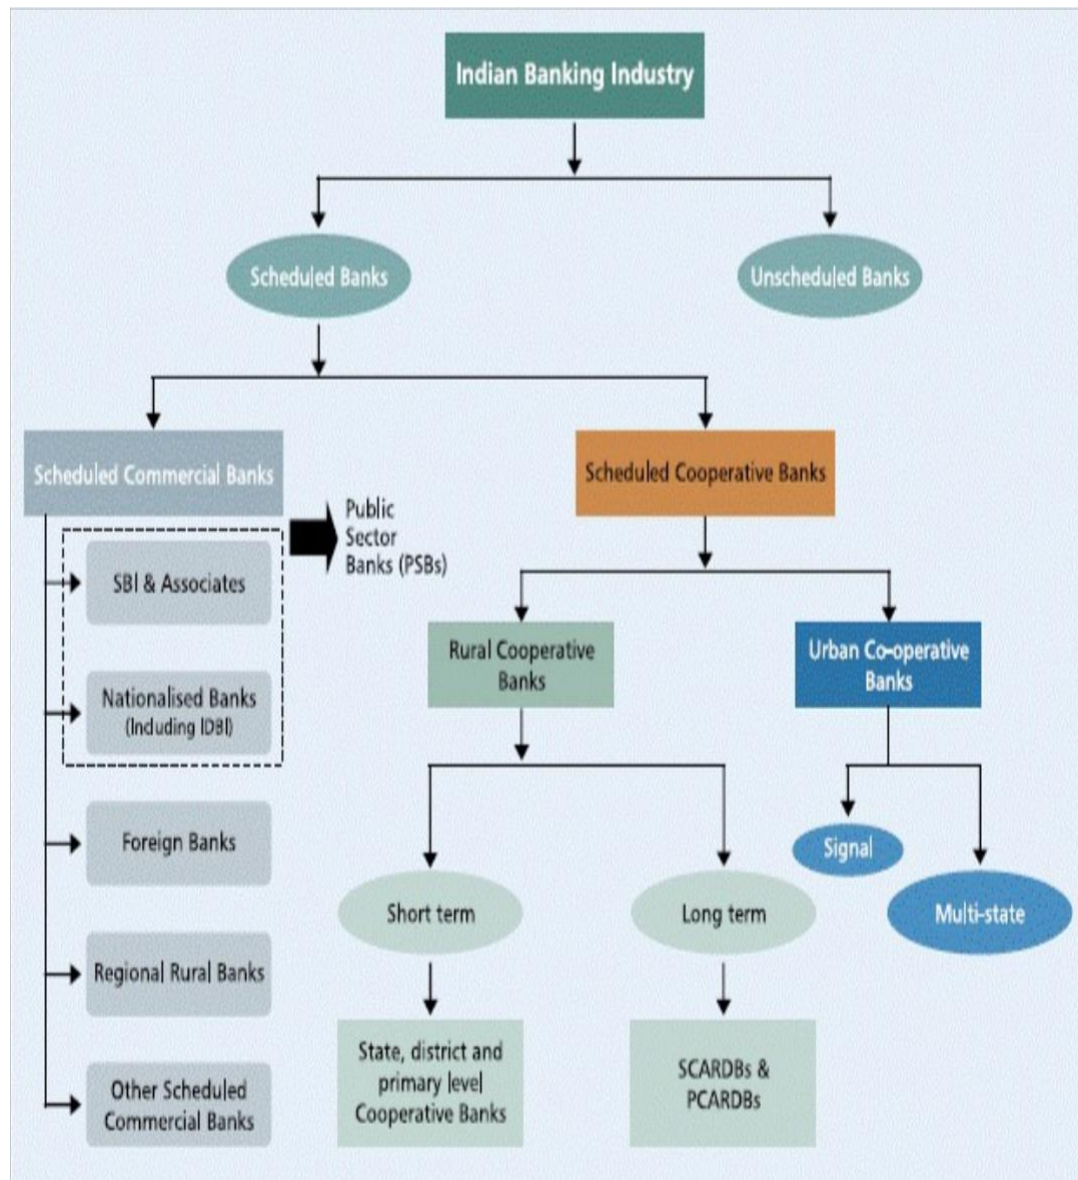 Indian Banking Industry
Scheduled Banks
Unscheduled Banks
Scheduled Commercial Banks
Scheduled Cooperative Banks
Public
Sector
Banks (PSBs)
SBI & Associates
Nationalised Banks
(Including IDBI)
Foreign Banks
Regional Rural Banks
Other Scheduled
Commercial Banks
Rural Cooperative
Banks
Urban Co-operative
Banks
Short term
Long term
Signal
Multi-state
State, district and
primary level
Cooperative Banks
SCARDBs &
PCARDBs